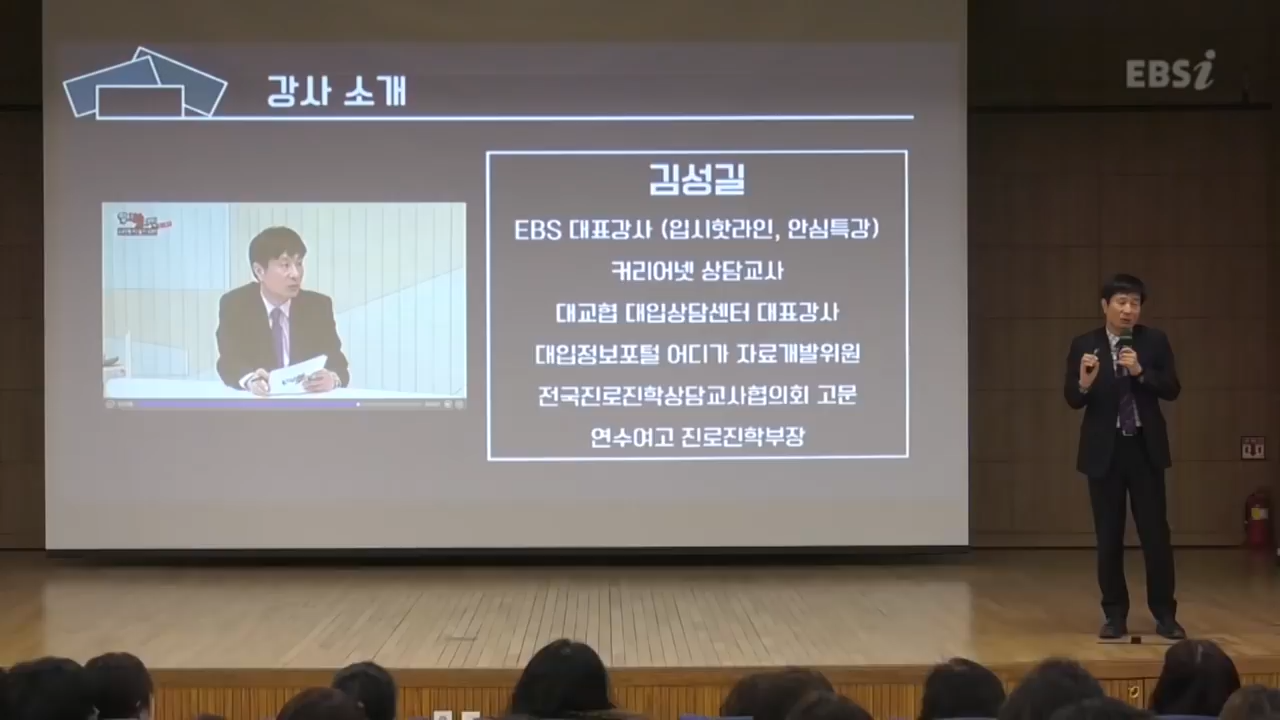 강사 소개
EBSi
김성길
EBS 대표강사 (입시핫라인, 안심특강)
커리어넷 상담교사
대교협 대입상담센터 대표강사
대입정보포털 어디가 자료개발위원
전국진로진학상담교사협의회 고문
연수여고 진로진학부장